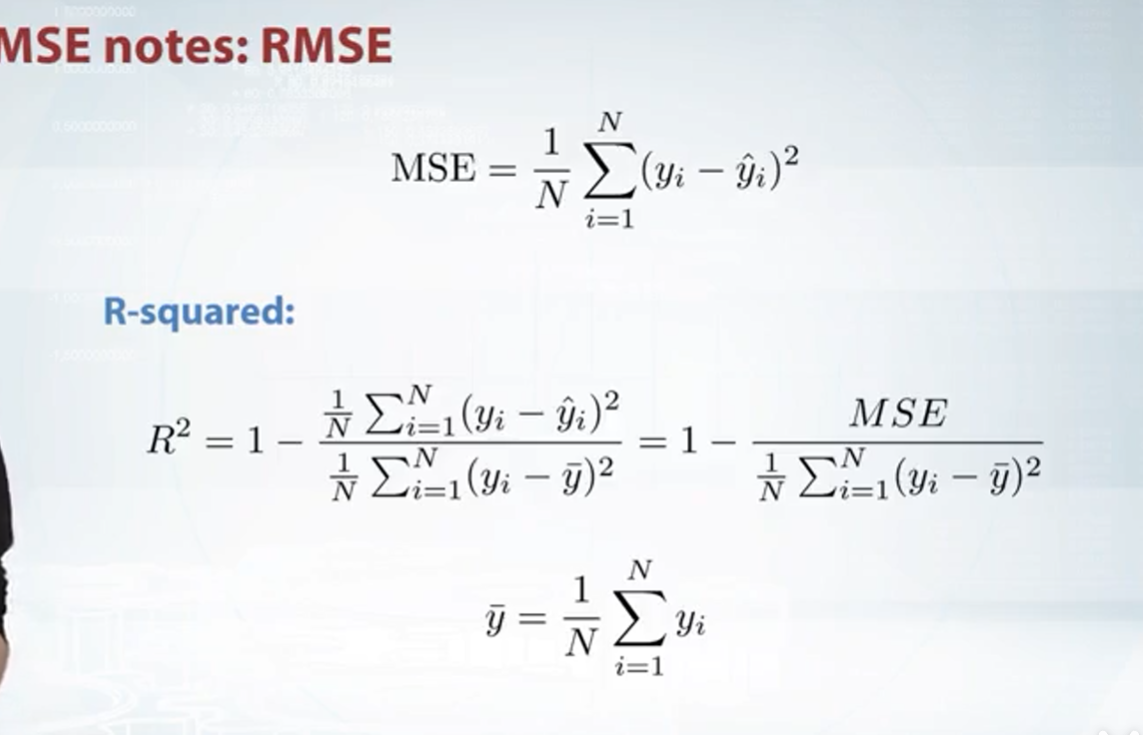 MSE notes: RMSE
MSE = \frac{1}{N} \sum_{i=1}^{N} (y_i - \hat{y}_i)^2
R-squared:
R^2 = 1 - \frac{\frac{1}{N} \sum_{i=1}^{N} (y_i - \hat{y}_i)^2}{\frac{1}{N} \sum_{i=1}^{N} (y_i - \bar{y})^2} = 1 - \frac{MSE}{\frac{1}{N} \sum_{i=1}^{N} (y_i - \bar{y})^2}
\bar{y} = \frac{1}{N} \sum_{i=1}^{N} y_i